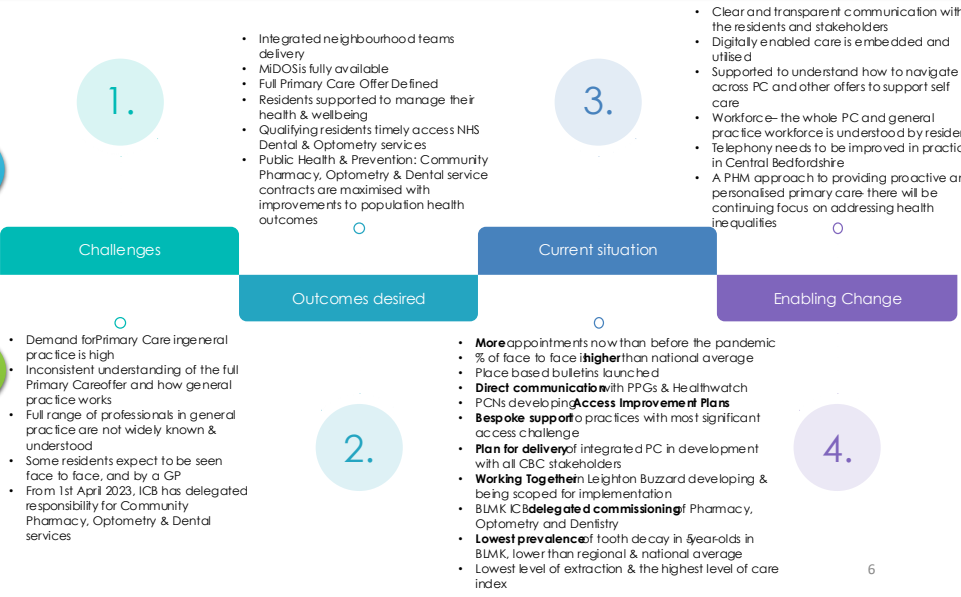 1.
Challenges
• Demand for Primary Care in general
practice is high
• Inconsistent understanding of the full
Primary Care offer and how general
practice works
• Full range of professionals in general
practice are not widely known &
understood
• Some residents expect to be seen
face to face, and by a GP
• From 1st April 2023, ICB has delegated
responsibility for Community
Pharmacy, Optometry & Dental
services
• Integrated neighbourhood teams
delivery
• MiDOS is fully available
• Full Primary Care Offer Defined
• Residents supported to manage their
health & wellbeing
• Qualifying residents timely access NHS
Dental & Optometry services
• Public Health & Prevention: Community
Pharmacy, Optometry & Dental service
contracts are maximised with
improvements to population health
outcomes
Outcomes desired
2.
3.
Current situation
• More appointments now than before the pandemic
• % of face to face is higher than national average
• Place based bulletins launched
• Direct communication with PPGs & Healthwatch
• PCNs developing Access Improvement Plans
• Bespoke support to practices with most significant
access challenge
• Plan for delivery of integrated PC in development
with all CBC stakeholders
• Working Together in Leighton Buzzard developing &
being scoped for implementation
• BLMK ICB delegated commissioning of Pharmacy,
Optometry and Dentistry
• Lowest prevalence of tooth decay in 5year-olds in
BLMK, lower than regional & national average
• Lowest level of extraction & the highest level of care
index
• Clear and transparent communication with
the residents and stakeholders
• Digitally enabled care is embedded and
utilised
• Supported to understand how to navigate
across PC and other offers to support self
care
• Workforce– the whole PC and general
practice workforce is understood by
• Telephony needs to be improved in
in Central Bedfordshire
• A PHM approach to providing proactive
personalised primary care- there will be
continuing focus on addressing health
inequalities
Enabling Change
4.
6